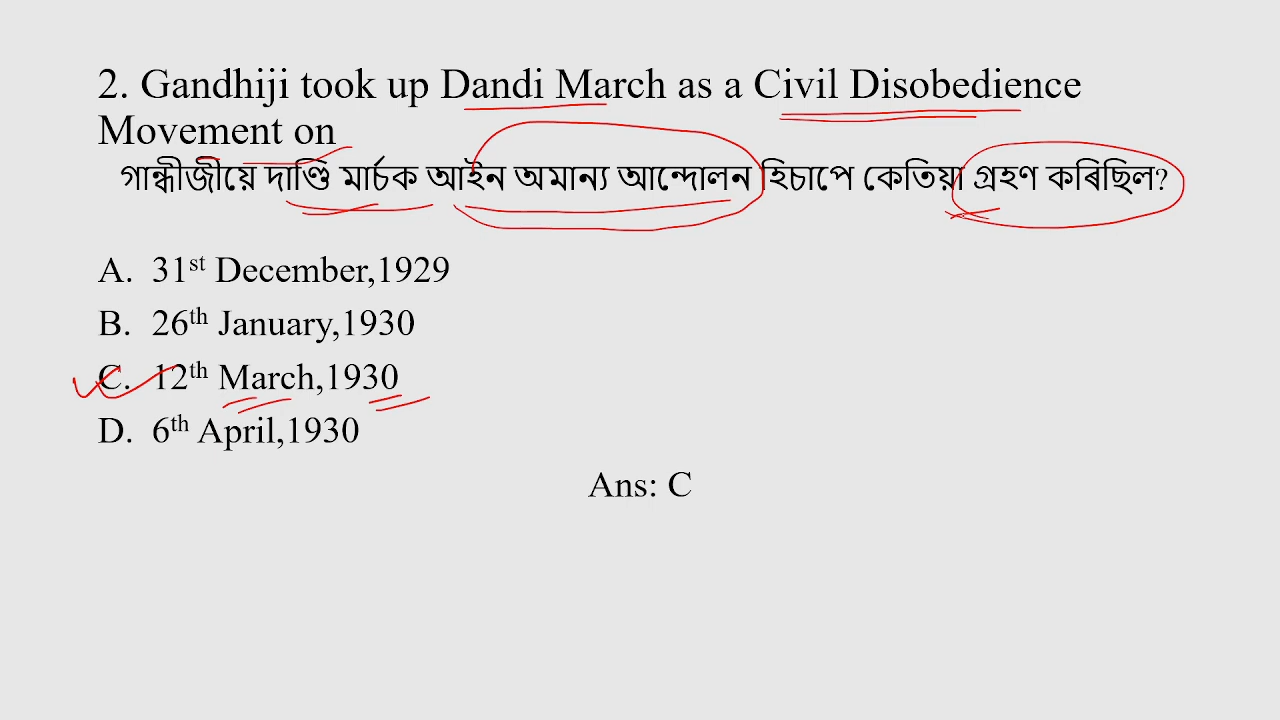 2. Gandhiji took up Dandi March as a Civil Disobedience
Movement on
গান্ধীজীয়ে দাণ্ডি মাৰ্চক আইন অমান্য আন্দোলন হিচাপে কেতিয়া গ্ৰহণ কৰিছিল?
A. 31st December,1929
B. 26th January,1930
C. 12th March,1930
D. 6th April,1930
Ans: C